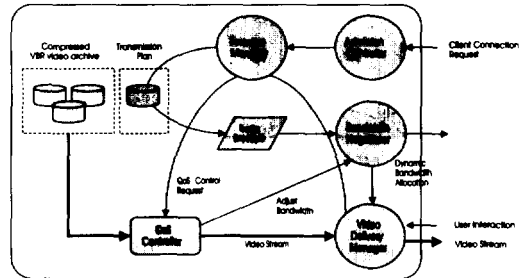 Compressed
VBR video archive
Transmission
Plan
Client Connection
Request
QoS Control
Request
Adjust
Bandwidth
Dynamic
Bandwidth
Allocation
QoS
Controller
Video Stream
Video
Delivery
Manager
User Interaction
Video Stream